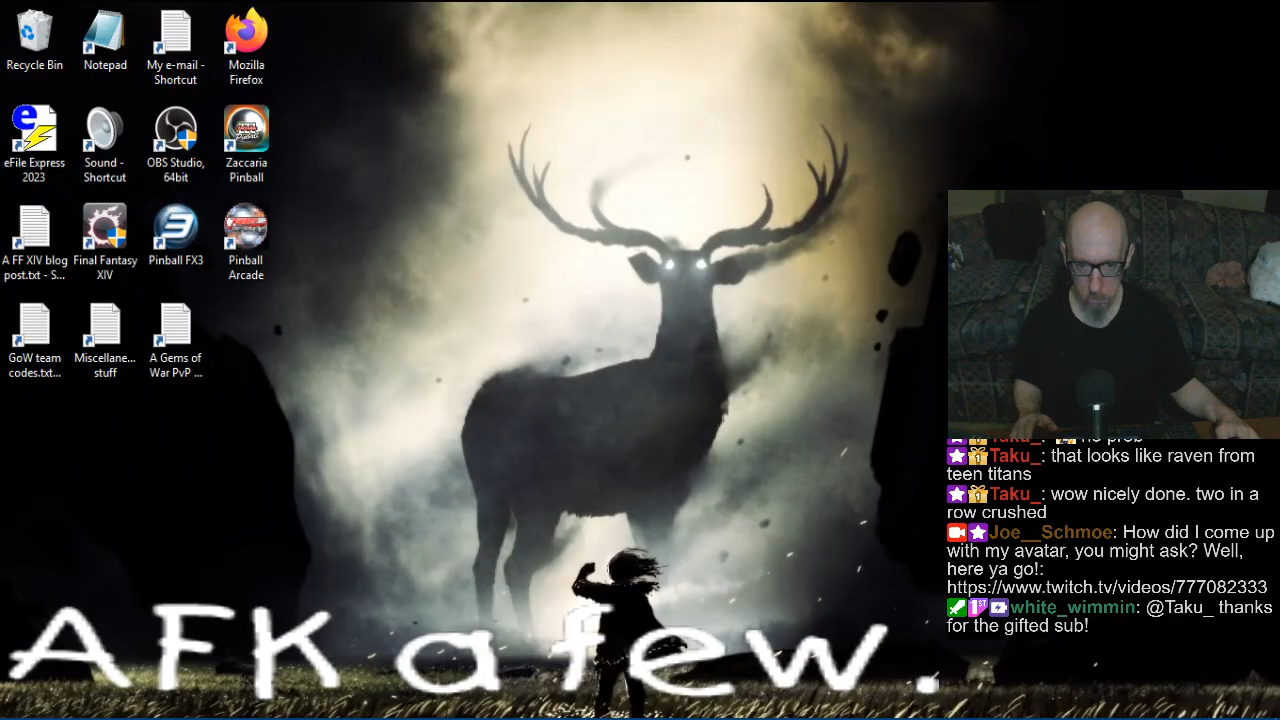 Recycle Bin
Notepad
My e-mail - Shortcut
Mozilla Firefox
eFile Express 2023
Sound - Shortcut
OBS Studio, 64bit
Zaccaria Pinball
A FF XIV blog post.txt - S...
Final Fantasy XIV
Pinball FX3
Pinball Arcade
GoW team codes.txt...
Miscellane... stuff
A Gems of War PvP ...
Taku_: no prob
Taku_: that looks like raven from
teen titans
Taku_: wow nicely done. two in a
row crushed
Joe__Schmoe: How did I come up
with my avatar, you might ask? Well,
here ya go!:
https://www.twitch.tv/videos/777082333
white_wimmin: @Taku_ thanks
for the gifted sub!
AFK a few.